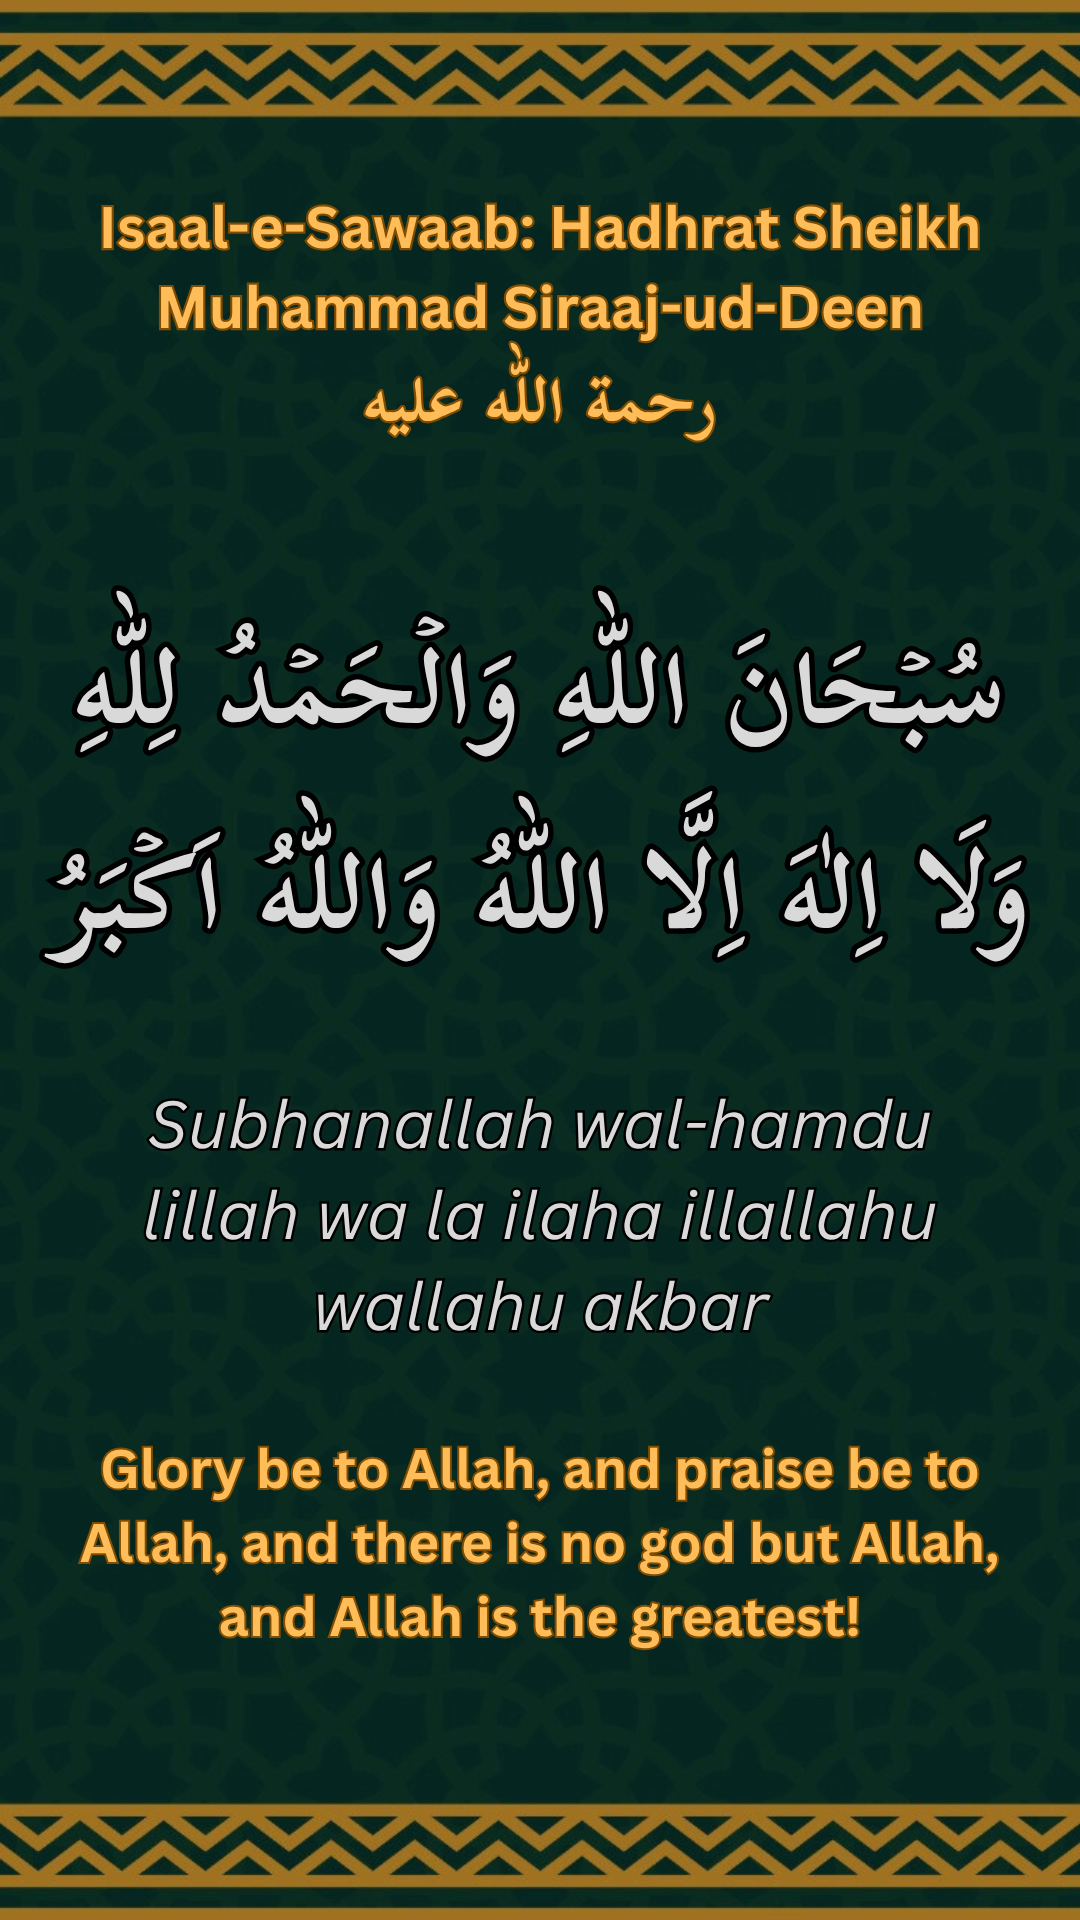 Isaal-e-Sawaab: Hadhrat Sheikh
Muhammad Siraaj-ud-Deen
رحمة الله عليه
سُبْحَانَ اللّٰهِ وَالْحَمْدُ لِلّٰهِ
وَلَا اِلٰهَ اِلَّا اللّٰهُ وَاللّٰهُ اَكْبَرُ
Subhanallah wal-hamdu
lillah wa la ilaha illallahu
wallahu akbar
Glory be to Allah, and praise be to
Allah, and there is no god but Allah,
and Allah is the greatest!